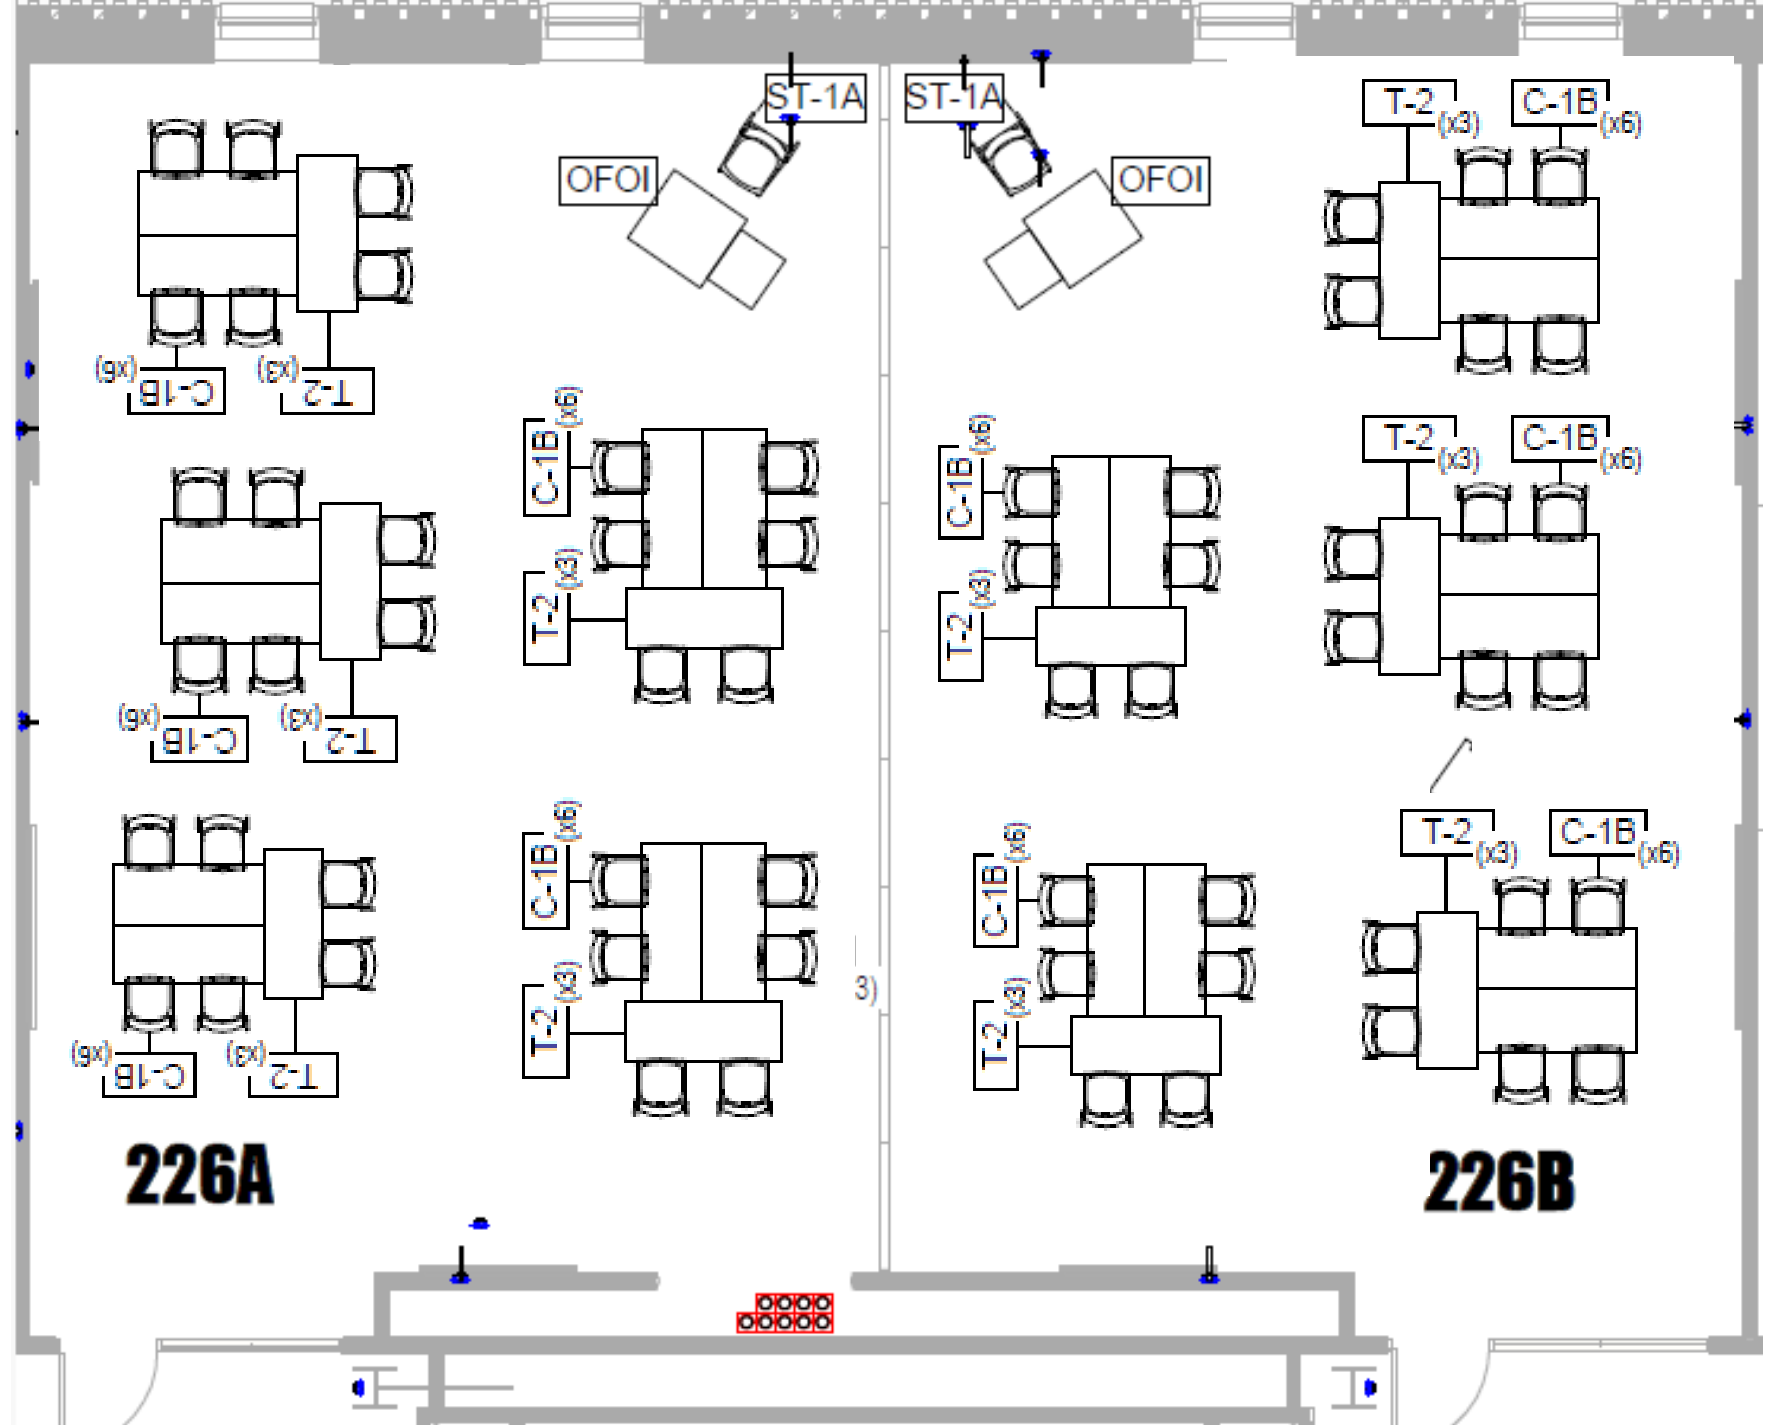 ST-1A
ST-1A
OFOI
OFOI
T-2
(x3)
C-1B
(x6)
C-1B
(x6)
T-2
(x3)
C-1B
(x6)
T-2
(x3)
C-1B
(x6)
T-2
(x3)
T-2
(x3)
C-1B
(x6)
C-1B
(x6)
T-2
(x3)
C-1B
(x6)
T-2
(x3)
C-1B
(x6)
T-2
(x3)
T-2
(x3)
C-1B
(x6)
3)
C-1B
(x6)
T-2
(x3)
226A
226B